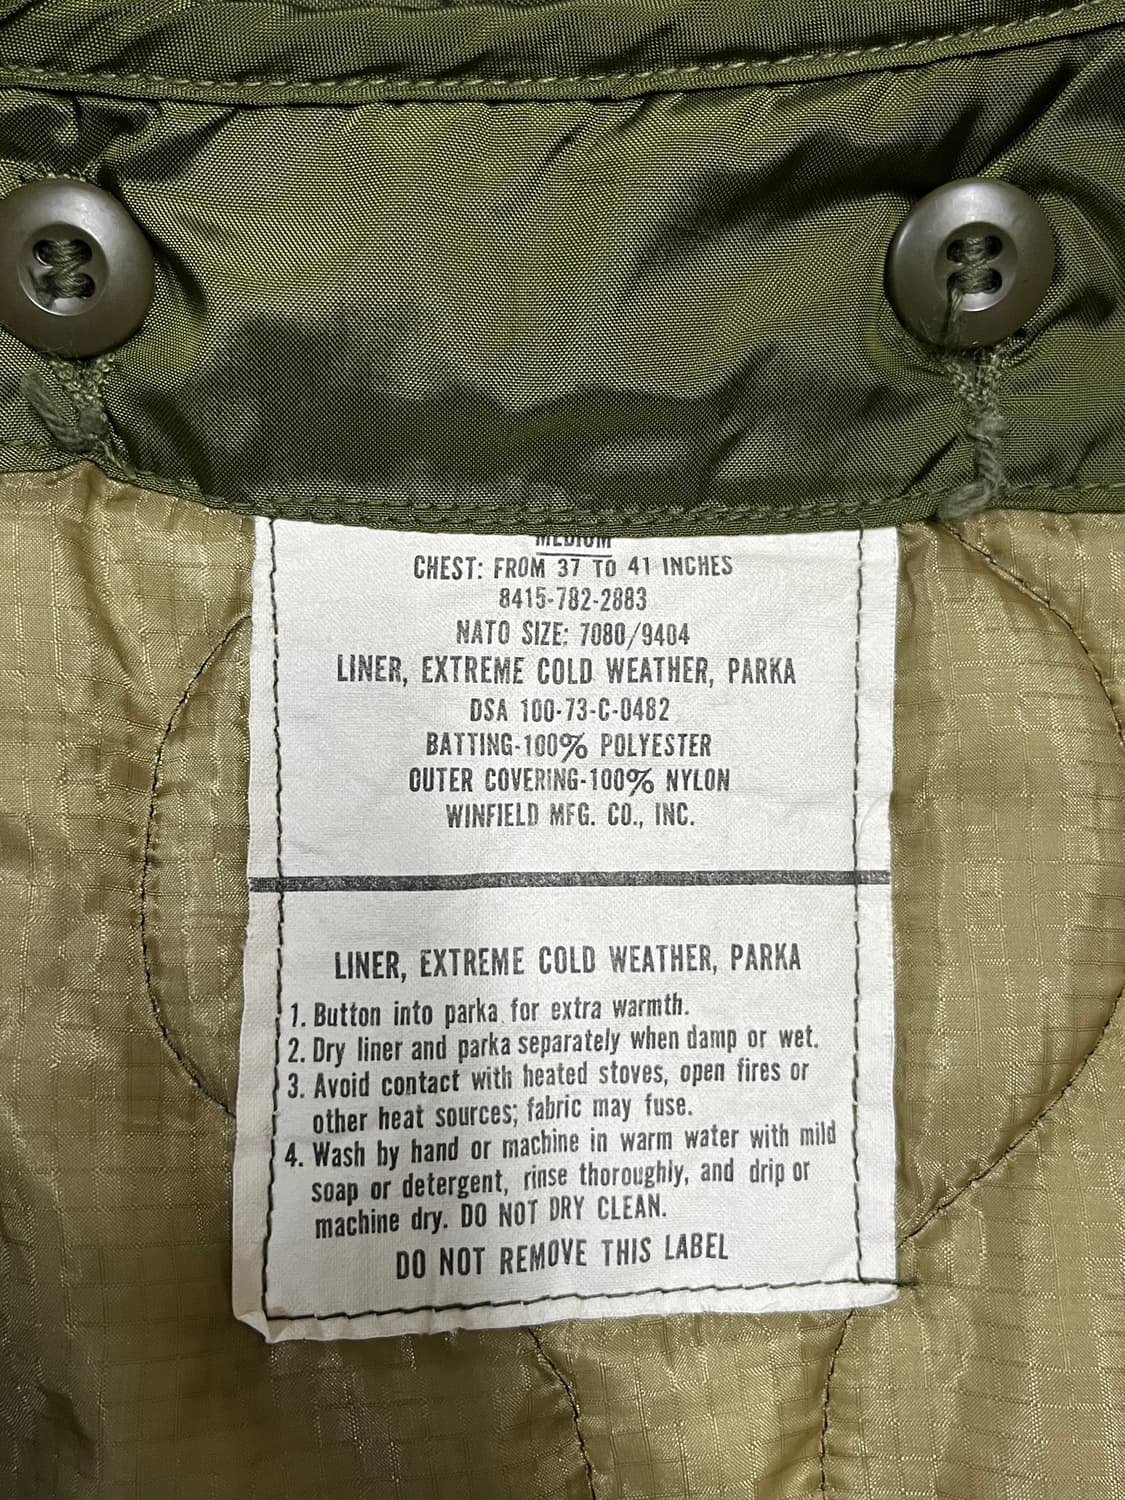 MEDIUM
CHEST: FROM 37 TO 41 INCHES
8415-782-2883
NATO SIZE: 7080/9404
LINER, EXTREME COLD WEATHER, PARKA
DSA 100-73-C-0482
BATTING-100% POLYESTER
OUTER COVERING-100% NYLON
WINFIELD MFG. CO., INC.
LINER, EXTREME COLD WEATHER, PARKA
1. Button into parka for extra warmth.
2. Dry liner and parka separately when damp or wet.
3. Avoid contact with heated stoves, open fires or
other heat sources; fabric may fuse.
4. Wash by hand or machine in warm water with mild
soap or detergent, rinse thoroughly, and drip or
machine dry. DO NOT DRY CLEAN.
DO NOT REMOVE THIS LABEL